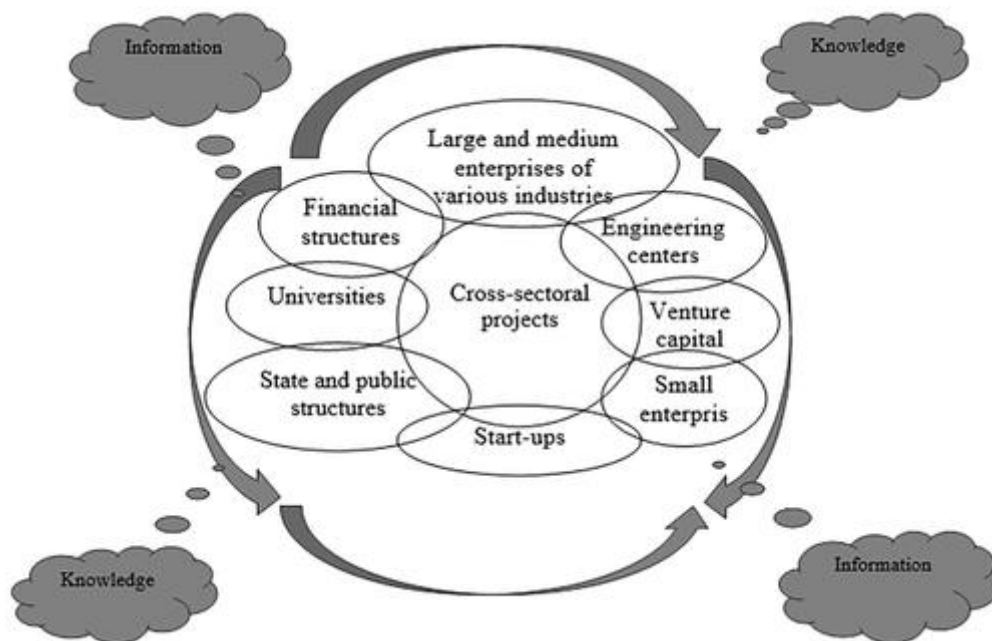 Information
Knowledge
Large and medium
enterprises of
various industries
Financial
structures
Engineering
centers
Universities
Cross-sectoral
projects
Venture
capital
State and public
structures
Small
enterpris
Start-ups
Knowledge
Information